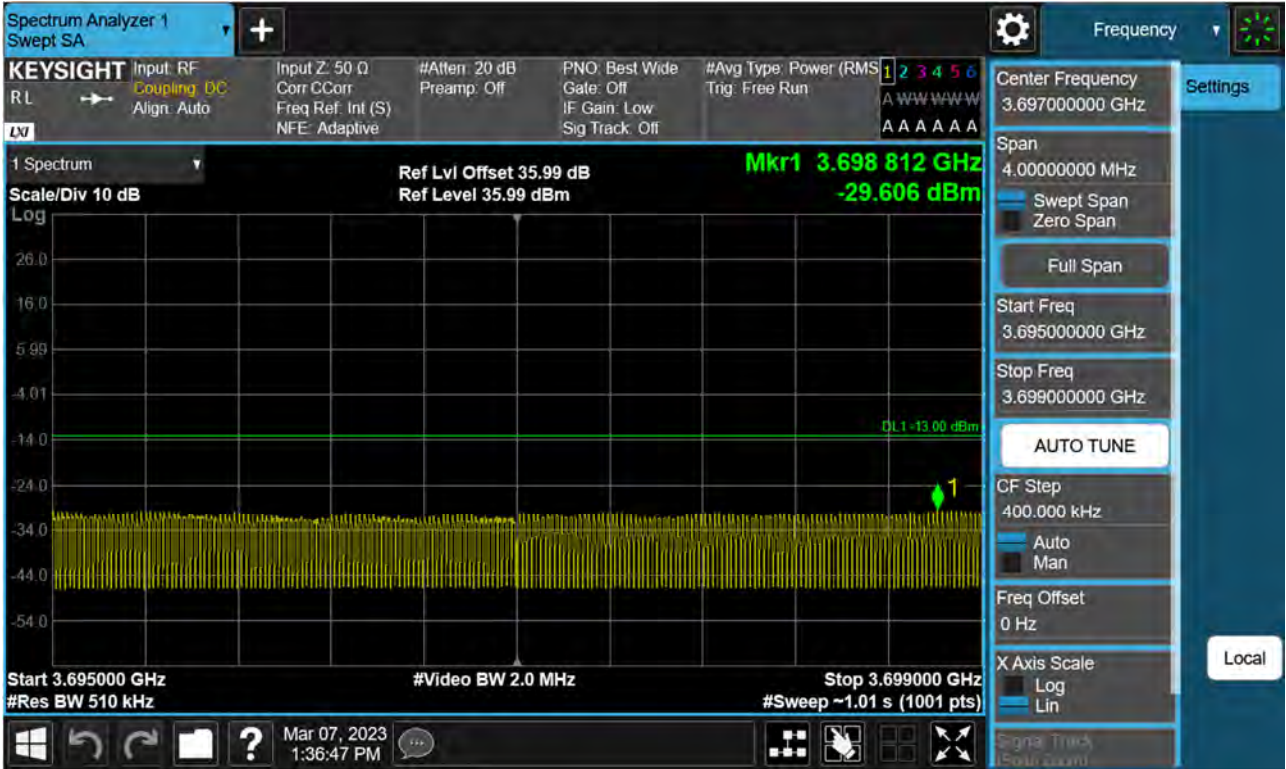 Spectrum Analyzer 1
Swept SA
+
Frequency
KEYSIGHT
RL
LXI
Input: RF
Coupling: DC
Align: Auto
Input Z: 50 Ω
Corr CCorr
Freq Ref: Int (S)
NFE: Adaptive
#Atten: 20 dB
Preamp: Off
PNO: Best Wide
Gate: Off
IF Gain: Low
Sig Track: Off
#Avg Type: Power (RMS
Trig: Free Run
1 2 3 4 5 6
A W W W W W
A A A A A A
1 Spectrum
Scale/Div 10 dB
Ref Lvl Offset 35.99 dB
Ref Level 35.99 dBm
Mkr1 3.698 812 GHz
-29.606 dBm
Log
26.0
16.0
5.99
-4.01
-14.0
-24.0
-34.0
-44.0
-54.0
DL1 -13.00 dBm
1
Start 3.695000 GHz
#Res BW 510 kHz
#Video BW 2.0 MHz
Stop 3.699000 GHz
#Sweep ~1.01 s (1001 pts)
Center Frequency
3.697000000 GHz
Settings
Span
4.00000000 MHz
Swept Span
Zero Span
Full Span
Start Freq
3.695000000 GHz
Stop Freq
3.699000000 GHz
AUTO TUNE
CF Step
400.000 kHz
Auto
Man
Freq Offset
0 Hz
X Axis Scale
Log
Lin
Signal Track
(Span Zoom)
Local
?
Mar 07, 2023
1:36:47 PM